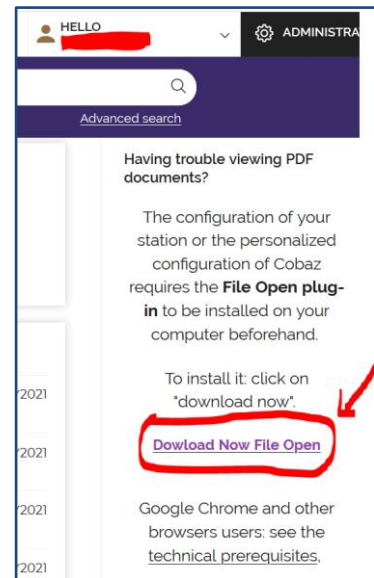 HELLO
ADMINISTRA
Advanced search
Having trouble viewing PDF
documents?
The configuration of your
station or the personalized
configuration of Cobaz
requires the File Open plug-
in to be installed on your
computer beforehand.
To install it: click on
"download now".
Dowload Now File Open
Google Chrome and other
browsers users: see the
technical prerequisites,
/2021
/2021
/2021
/2021